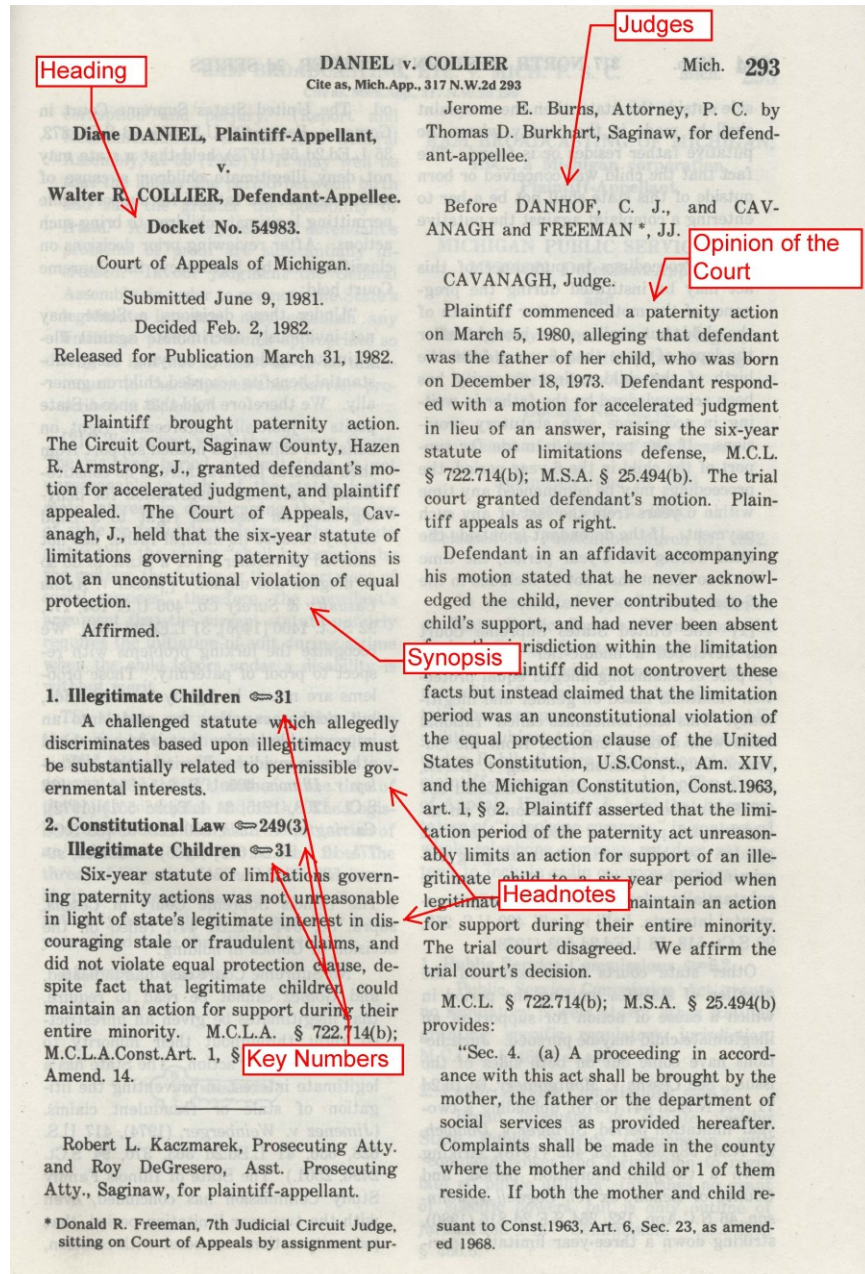 Judges
Heading
DANIEL v. COLLIER
Mich. 293
Cite as, Mich.App., 317 N.W.2d 293
Diane DANIEL, Plaintiff-Appellant,
v.
Walter R. COLLIER, Defendant-Appellee.
Docket No. 54983.
Court of Appeals of Michigan.
Submitted June 9, 1981.
Decided Feb. 2, 1982.
Released for Publication March 31, 1982.
Plaintiff brought paternity action.
The Circuit Court, Saginaw County, Hazen
R. Armstrong, J., granted defendant's mo-
tion for accelerated judgment, and plaintiff
appealed. The Court of Appeals, Cav-
anagh, J., held that the six-year statute of
limitations governing paternity actions is
not an unconstitutional violation of equal
protection.
Affirmed.
Synopsis
1. Illegitimate Children ⚷31
A challenged statute which allegedly
discriminates based upon illegitimacy must
be substantially related to permissible gov-
ernmental interests.
2. Constitutional Law ⚷249(3)
Illegitimate Children ⚷31
Six-year statute of limitations govern-
ing paternity actions was not unreasonable
in light of state's legitimate interest in dis-
couraging stale or fraudulent claims, and
did not violate equal protection clause, de-
spite fact that legitimate children could
maintain an action for support during their
entire minority. M.C.L.A. § 722.714(b);
M.C.L.A.Const.Art. 1, §
Amend. 14.
Headnotes
Key Numbers
Robert L. Kaczmarek, Prosecuting Atty.
and Roy DeGresero, Asst. Prosecuting
Atty., Saginaw, for plaintiff-appellant.
* Donald R. Freeman, 7th Judicial Circuit Judge,
sitting on Court of Appeals by assignment pur-
Jerome E. Burns, Attorney, P. C. by
Thomas D. Burkhart, Saginaw, for defend-
ant-appellee.
Before DANHOF, C. J., and CAV-
ANAGH and FREEMAN *, JJ.
Opinion of the
Court
CAVANAGH, Judge.
Plaintiff commenced a paternity action
on March 5, 1980, alleging that defendant
was the father of her child, who was born
on December 18, 1973. Defendant respond-
ed with a motion for accelerated judgment
in lieu of an answer, raising the six-year
statute of limitations defense, M.C.L.
§ 722.714(b); M.S.A. § 25.494(b). The trial
court granted defendant's motion. Plain-
tiff appeals as of right.
Defendant in an affidavit accompanying
his motion stated that he never acknowl-
edged the child, never contributed to the
child's support, and had never been absent
within the limitation
did not controvert these
facts but instead claimed that the limitation
period was an unconstitutional violation of
the equal protection clause of the United
States Constitution, U.S.Const., Am. XIV,
and the Michigan Constitution, Const.1963,
art. 1, § 2. Plaintiff asserted that the limi-
tation period of the paternity act unreason-
ably limits an action for support of an ille-
gitimate child to a six-year period when
maintain an action
for support during their entire minority.
The trial court disagreed. We affirm the
trial court's decision.
M.C.L. § 722.714(b); M.S.A. § 25.494(b)
provides:
"Sec. 4. (a) A proceeding in accord-
ance with this act shall be brought by the
mother, the father or the department of
social services as provided hereafter.
Complaints shall be made in the county
where the mother and child or 1 of them
reside. If both the mother and child re-
suant to Const.1963, Art. 6, Sec. 23, as amend-
ed 1968.